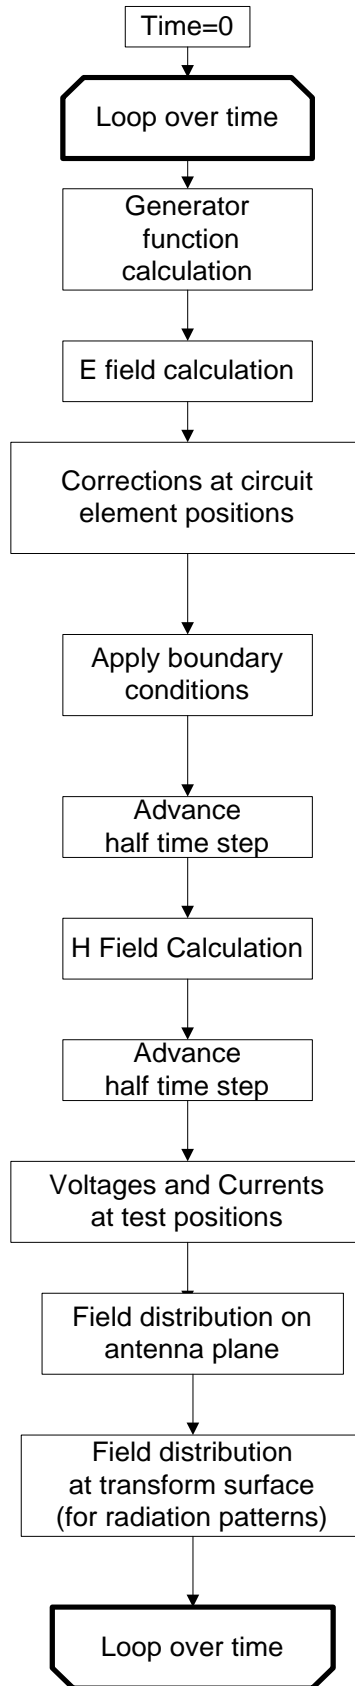 Time=0
Loop over time
Generator
function
calculation
E field calculation
Corrections at circuit
element positions
Apply boundary
conditions
Advance
half time step
H Field Calculation
Advance
half time step
Voltages and Currents
at test positions
Field distribution on
antenna plane
Field distribution
at transform surface
(for radiation patterns)
Loop over time